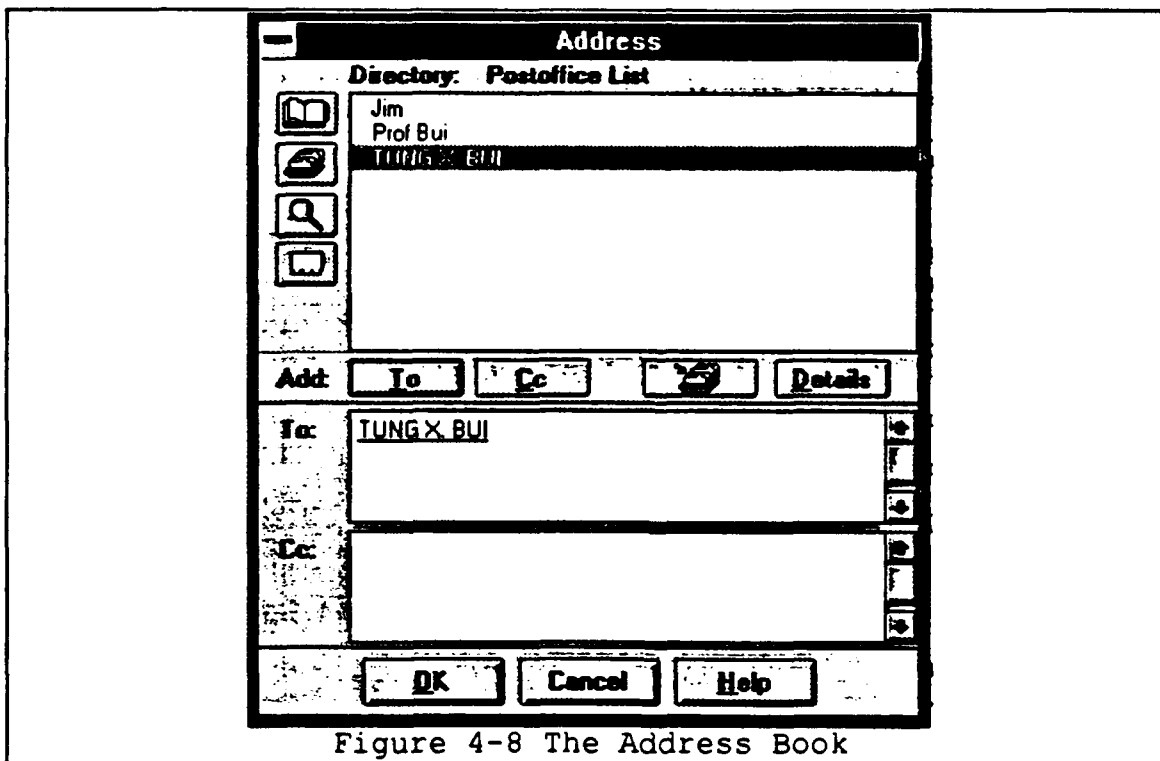 Address
Directory: Postoffice List
Jim
Prof Bui
TUNG X. BUI
Add: To Cc Details
To: TUNG X. BUI
Cc:
OK Cancel Help
Figure 4-8 The Address Book